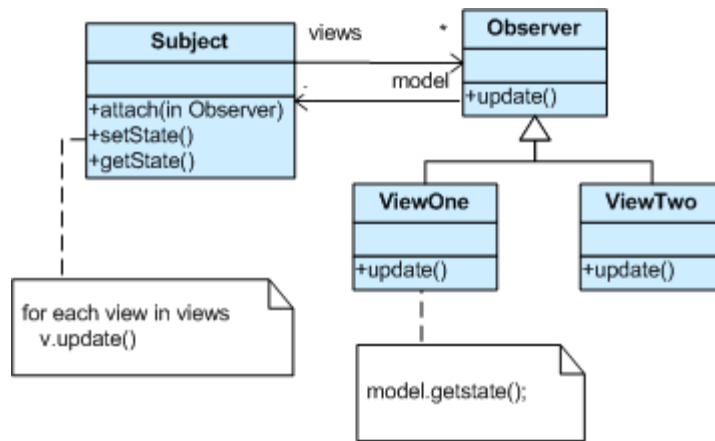 Subject
views
*
Observer
model
+attach(in Observer)
+setState()
+getState()
+update()
ViewOne
ViewTwo
+update()
+update()
for each view in views
v.update()
model.getstate();